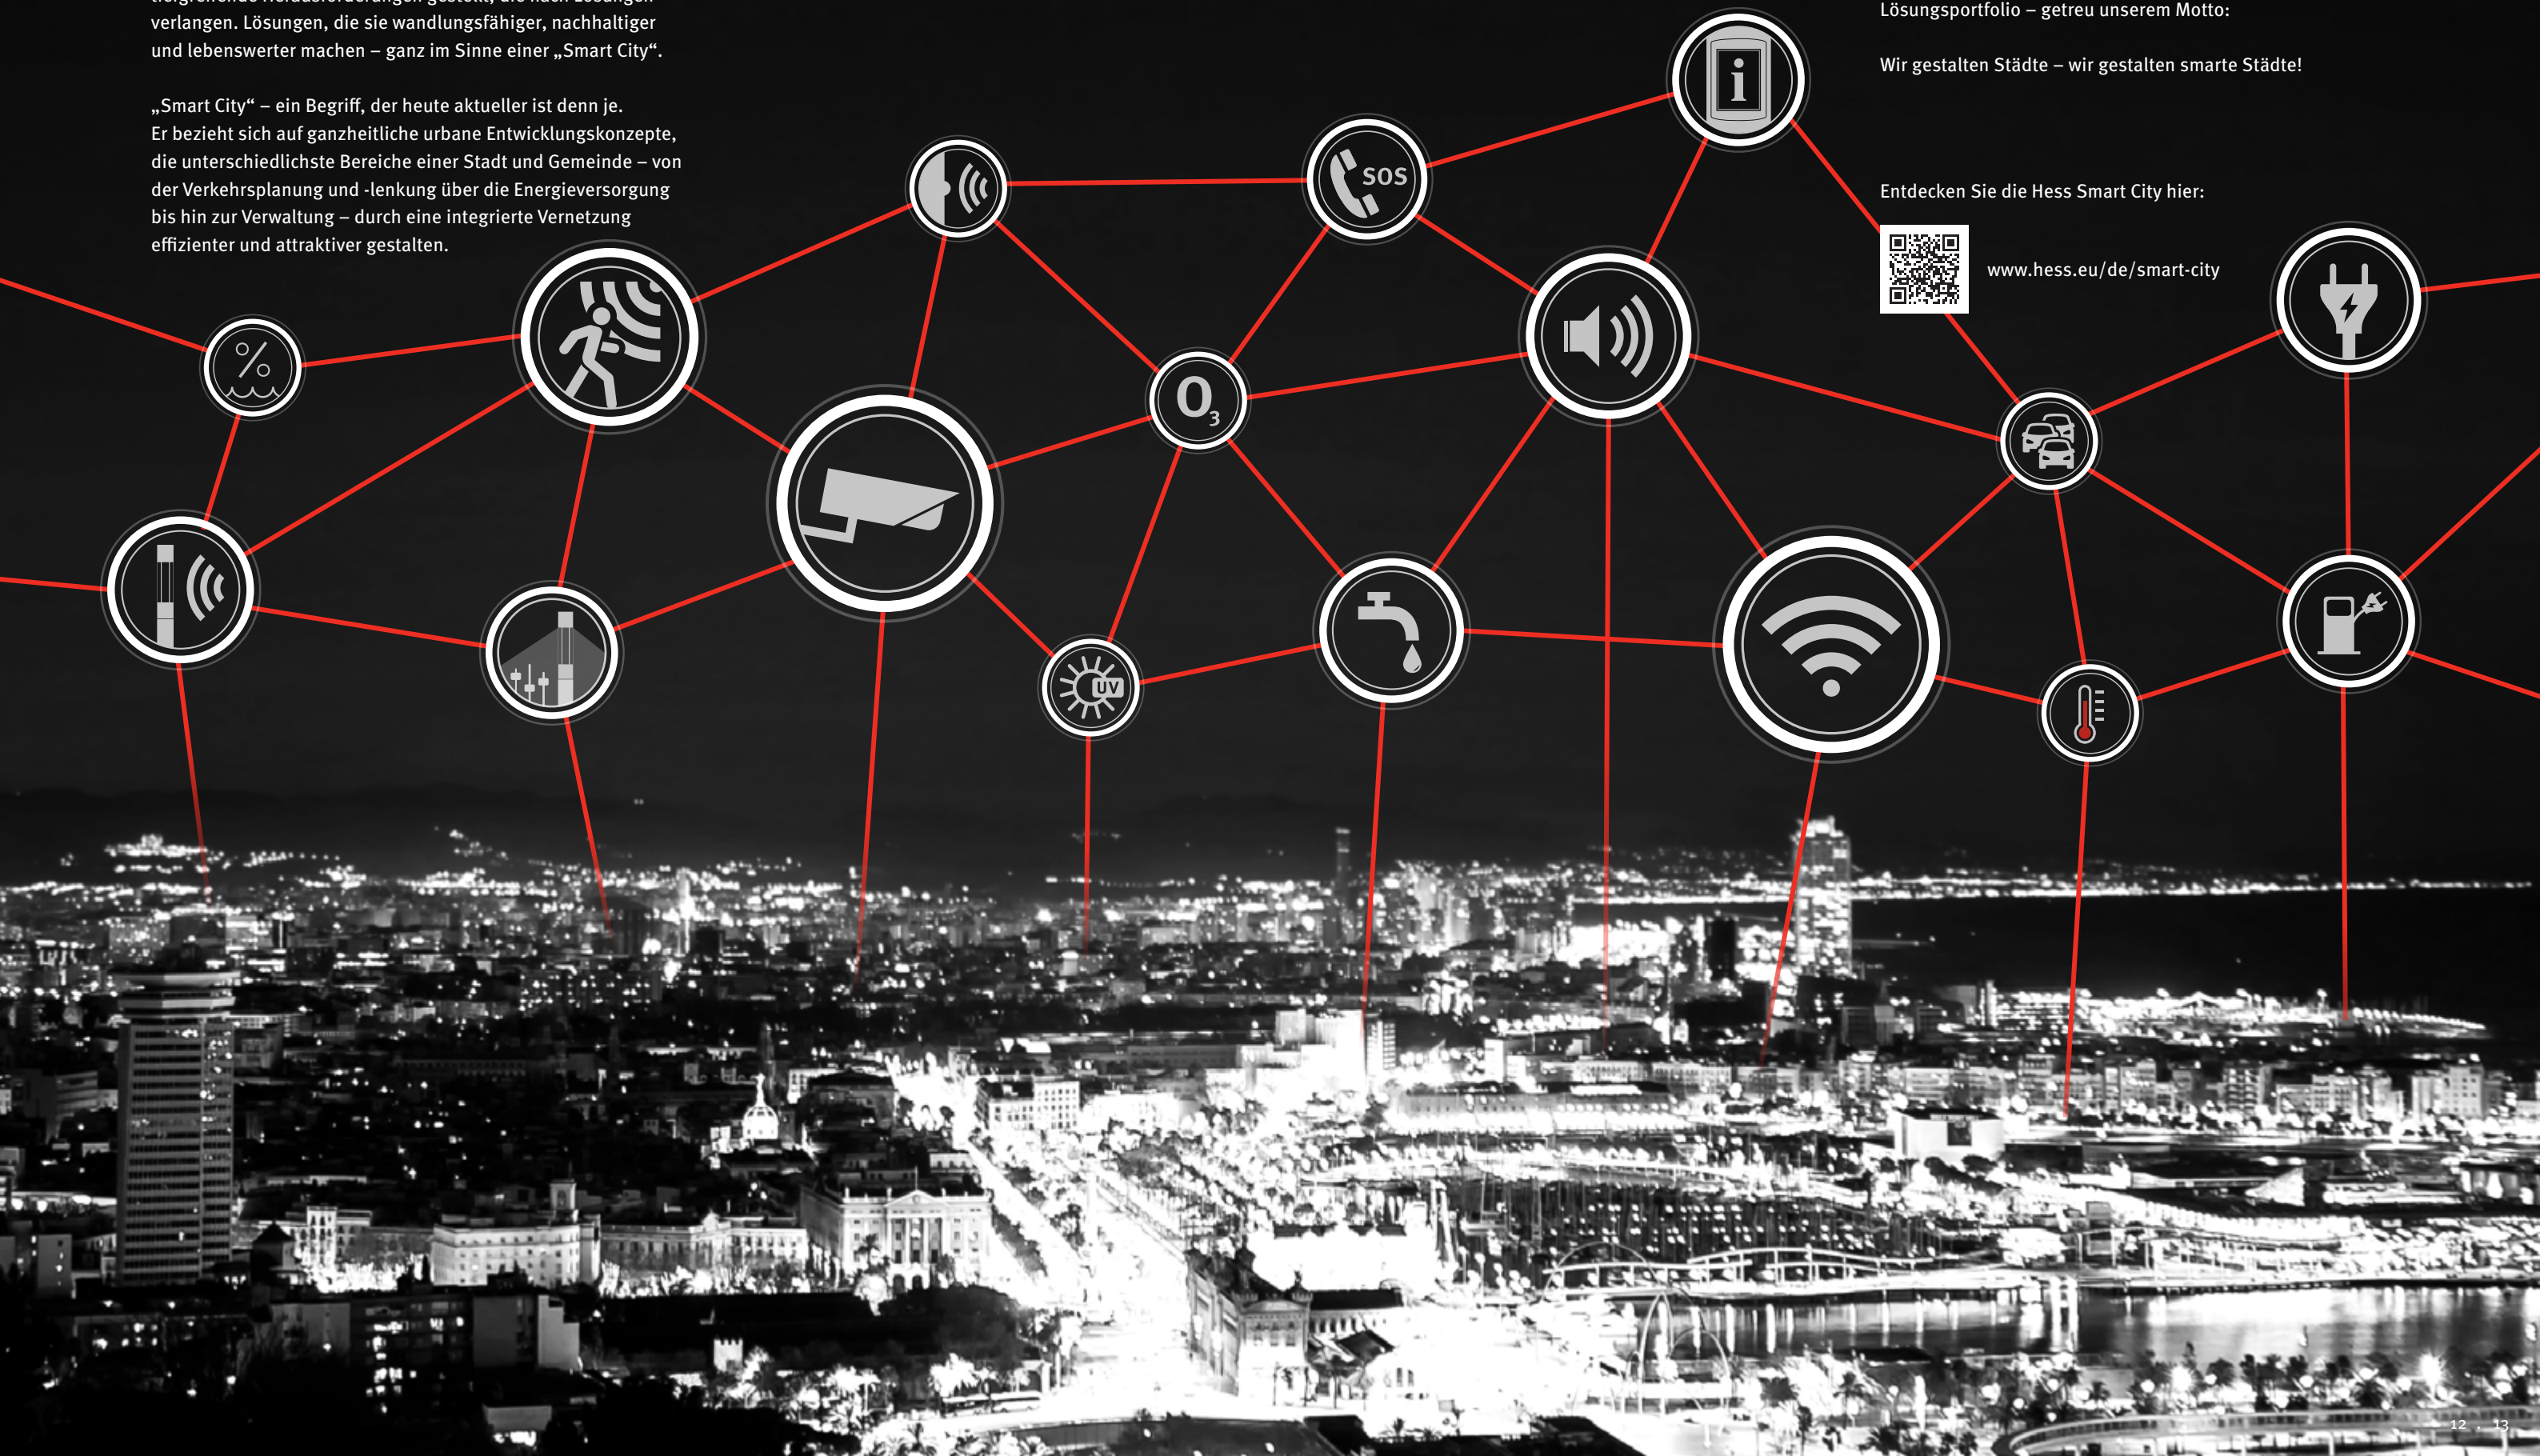 verlangen. Lösungen, die sie wandlungsfähiger, nachhaltiger
und lebenswerter machen – ganz im Sinne einer „Smart City“.
„Smart City“ – ein Begriff, der heute aktueller ist denn je.
Er bezieht sich auf ganzheitliche urbane Entwicklungskonzepte,
die unterschiedlichste Bereiche einer Stadt und Gemeinde – von
der Verkehrsplanung und -lenkung über die Energieversorgung
bis hin zur Verwaltung – durch eine integrierte Vernetzung
effizienter und attraktiver gestalten.
Lösungsportfolio – getreu unserem Motto:
Wir gestalten Städte – wir gestalten smarte Städte!
Entdecken Sie die Hess Smart City hier:
www.hess.eu/de/smart-city
i
SOS
%
O₃
UV
12 . 13